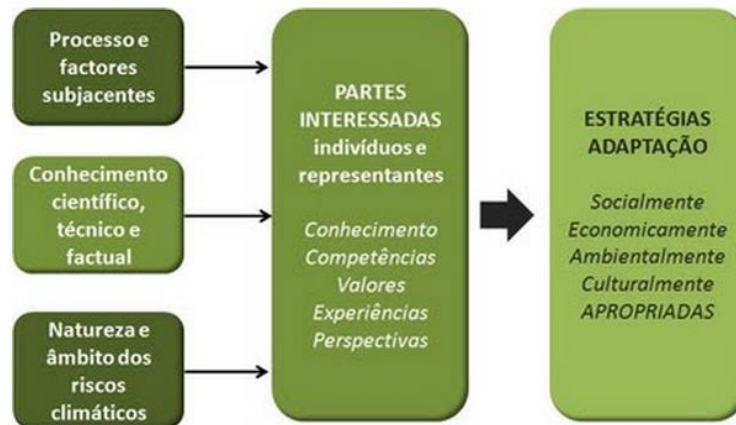 Processo e
factores
subjacentes
Conhecimento
científico,
técnico e
factual
Natureza e
âmbito dos
riscos
climáticos
PARTES
INTERESSADAS
indivíduos e
representantes
Conhecimento
Competências
Valores
Experiências
Perspectivas
ESTRATÉGIAS
ADAPTAÇÃO
Socialmente
Economicamente
Ambientalmente
Culturalmente
APROPRIADAS